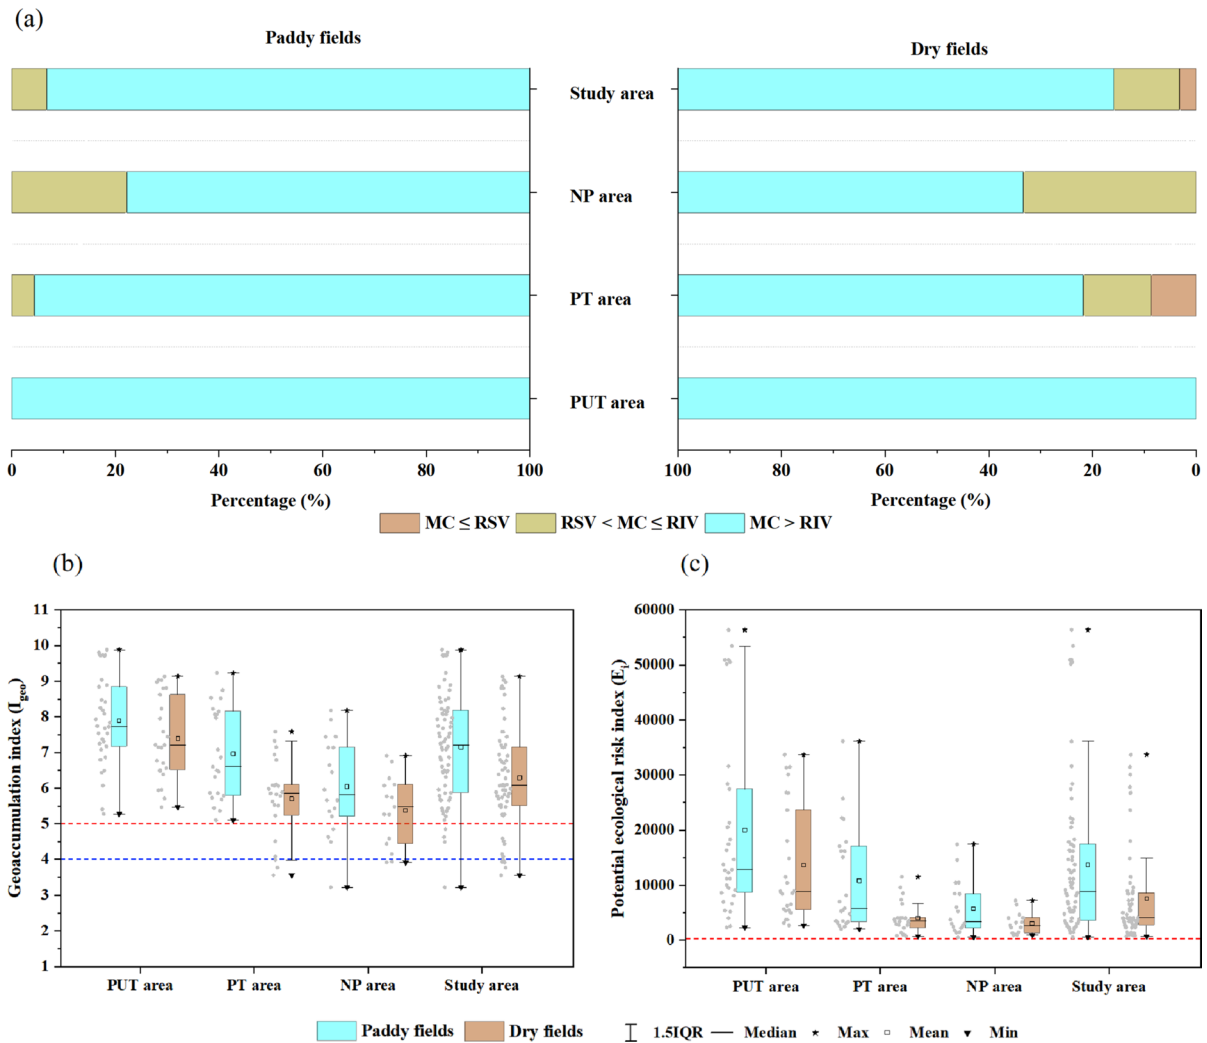 (a)
Paddy fields
Dry fields
Study area
NP area
PT area
PUT area
0 20 40 60 80 100
100 80 60 40 20 0
Percentage (%)
Percentage (%)
MC ≤ RSV RSV < MC ≤ RIV MC > RIV
(b)
Geoaccumulation index (Igeo)
11
10
9
8
7
6
5
4
3
2
1
PUT area PT area NP area Study area
(c)
Potential ecological risk index (Ei)
60000
50000
40000
30000
20000
10000
0
PUT area PT area NP area Study area
Paddy fields Dry fields 1.5IQR Median Max Mean Min